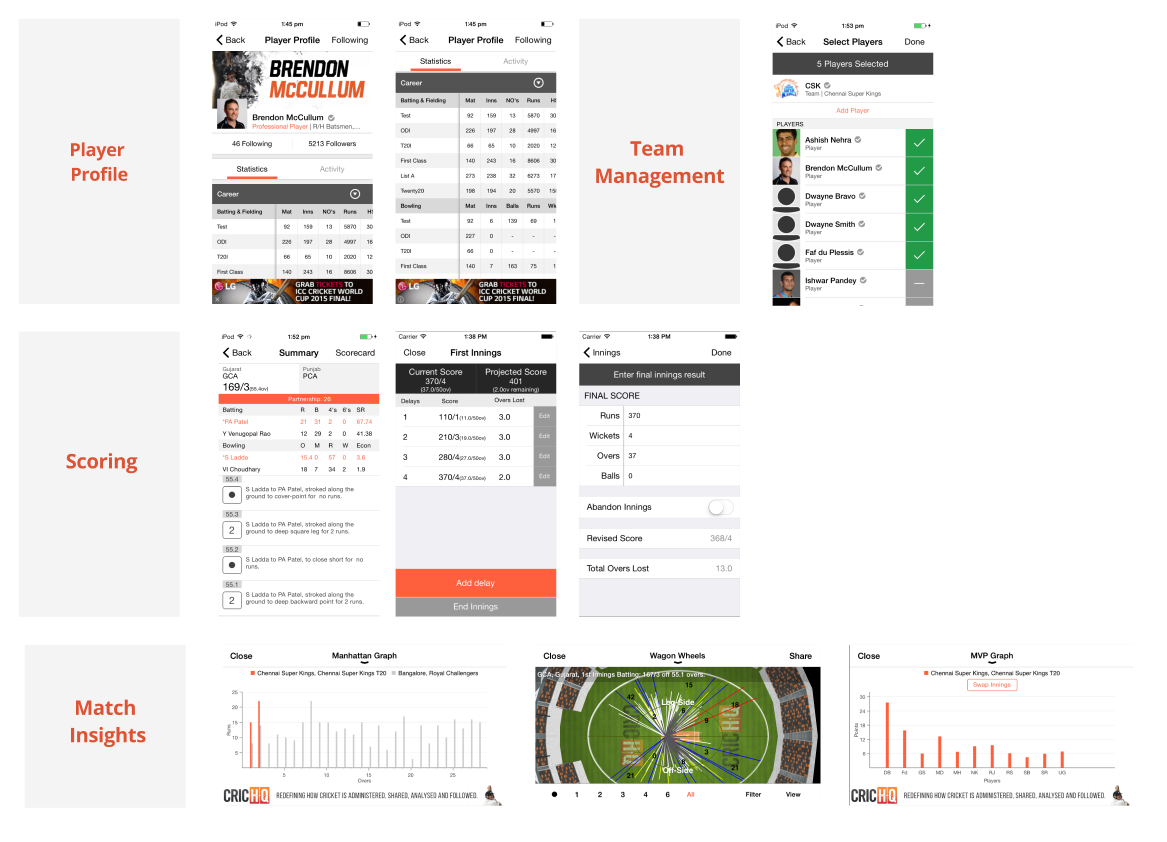 Player
Profile
iPod 1:45 pm
Back Player Profile Following
BRENDON
McCULLUM
Brendon McCullum
Professional Player | R/H Batsmen,...
46 Following 5213 Followers
Statistics Activity
Career
Batting & Fielding Mat Inns NO's Runs HS
Test 92 159 13 5870 30
ODI 226 197 28 4997 16
T20I 66 65 10 2020 12
First Class 140 243 16 8606 30
LG GRAB TICKETS TO
ICC CRICKET WORLD
CUP 2015 FINAL!
iPod 1:45 pm
Back Player Profile Following
Statistics Activity
Career
Batting & Fielding Mat Inns NO's Runs HS
Test 92 159 13 5870 30
ODI 226 197 28 4997 16
T20I 66 65 10 2020 12
First Class 140 243 16 8606 30
List A 273 238 32 6273 17
Twenty20 198 194 20 5570 15
Bowling Mat Inns Balls Runs Wk
Test 92 6 139 69 1
ODI 227 0 - - -
T20I 66 0 - - -
First Class 140 7 163 75 1
LG GRAB TICKETS TO
ICC CRICKET WORLD
CUP 2015 FINAL!
Team
Management
iPod 1:53 pm
Back Select Players Done
5 Players Selected
CSK
Team | Chennai Super Kings
Add Player
PLAYERS
Ashish Nehra
Player
Brendon McCullum
Player
Dwayne Bravo
Player
Dwayne Smith
Player
Faf du Plessis
Player
Ishwar Pandey
Player
Scoring
iPod 1:52 pm
Back Summary Scorecard
Gujarat Punjab
GCA PCA
169/3(55.4ov)
Partnership: 26
Batting R B 4's 6's SR
*PA Patel 21 31 2 0 67.74
Y Venugopal Rao 12 29 2 0 41.38
Bowling O M R W Econ
*S Ladda 15.4 0 57 0 3.6
VI Choudhary 18 7 34 2 1.9
55.4
S Ladda to PA Patel, stroked along the
ground to cover-point for no runs.
55.3
2 S Ladda to PA Patel, stroked along the
ground to deep square leg for 2 runs.
55.2
S Ladda to PA Patel, to close short for no
runs.
55.1
2 S Ladda to PA Patel, stroked along the
ground to deep backward point for 2 runs.
Carrier 1:38 PM
Close First Innings
Current Score Projected Score
370/4 401
(37.0/50ov) (2.0ov remaining)
Delays Score Overs Lost
1 110/1(11.0/50ov) 3.0 Edit
2 210/3(19.0/50ov) 3.0 Edit
3 280/4(27.0/50ov) 3.0 Edit
4 370/4(37.0/50ov) 2.0 Edit
Add delay
End Innings
Carrier 1:38 PM
Innings Done
Enter final innings result
FINAL SCORE
Runs 370
Wickets 4
Overs 37
Balls 0
Abandon Innings
Revised Score 368/4
Total Overs Lost 13.0
Match
Insights
Close Manhattan Graph
Chennai Super Kings, Chennai Super Kings T20 Bangalore, Royal Challengers
25
20
15
10
5
Runs
5 10 15 20 25
Overs
CRICHQ REDEFINING HOW CRICKET IS ADMINISTERED, SHARED, ANALYSED AND FOLLOWED.
Close Wagon Wheels Share
GCA, Gujarat, 1st Innings Batting: 167/3 off 55.1 overs.
15
42 Leg-Side 18
9
3
21 Off-Side 21
CRICHQ
1 2 3 4 6 All Filter View
Close MVP Graph
Chennai Super Kings, Chennai Super Kings T20
Swap Innings
30
24
18
12
6
Points
DB Fd GS MD MH NK RJ RS SB SR UG
Players
CRICHQ REDEFINING HOW CRICKET IS ADMINISTERED, SHARED, ANALYSED AND FOLLOWED.